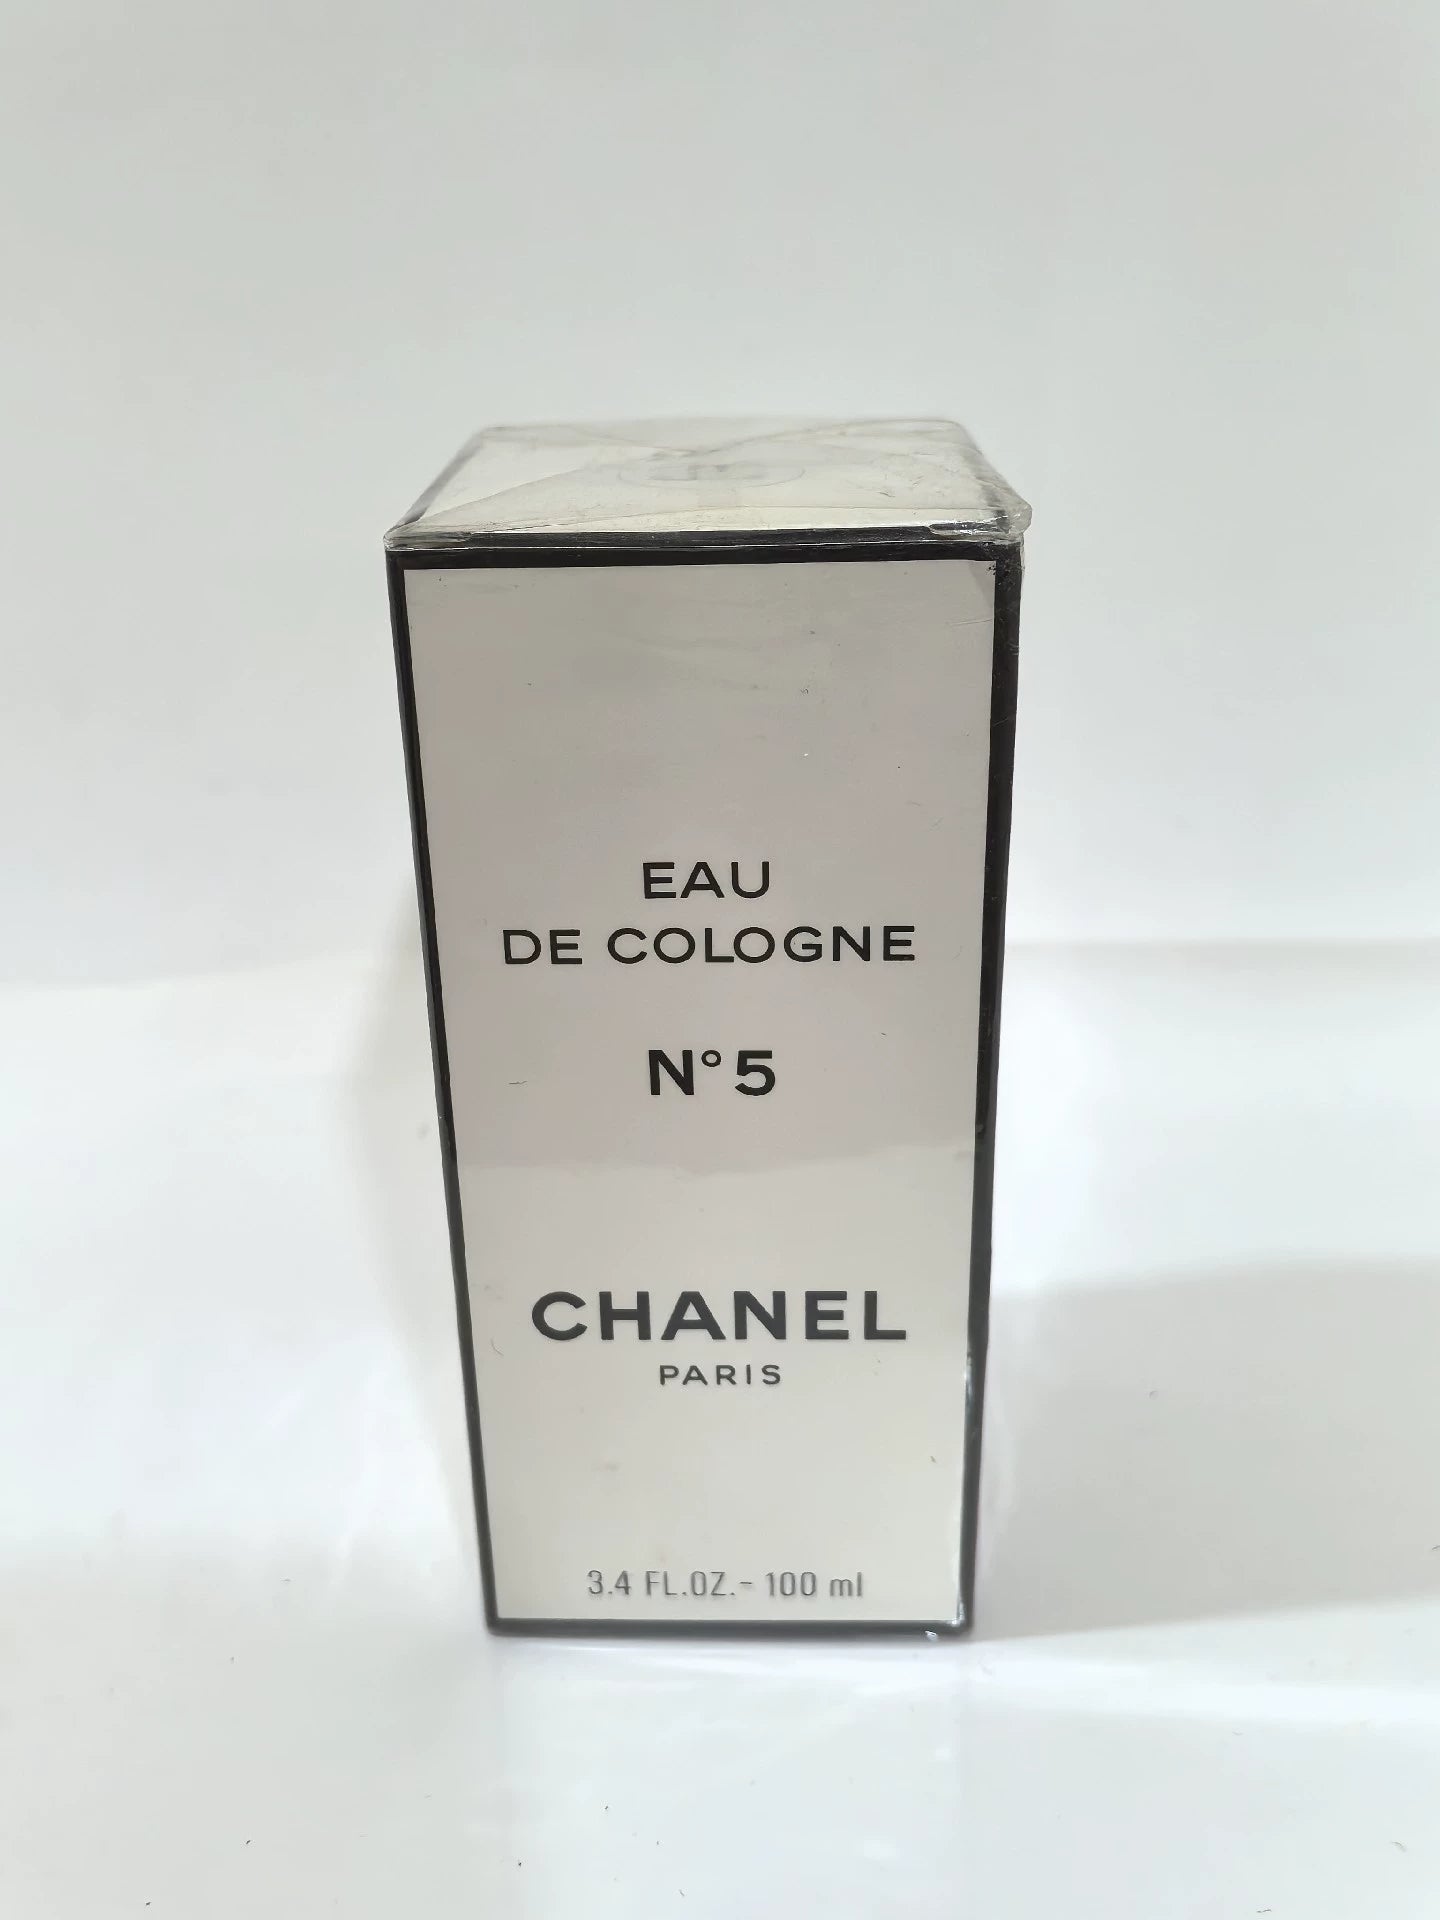 EAU
DE COLOGNE
N°5
CHANEL
PARIS
3.4 FL.OZ.- 100 ml